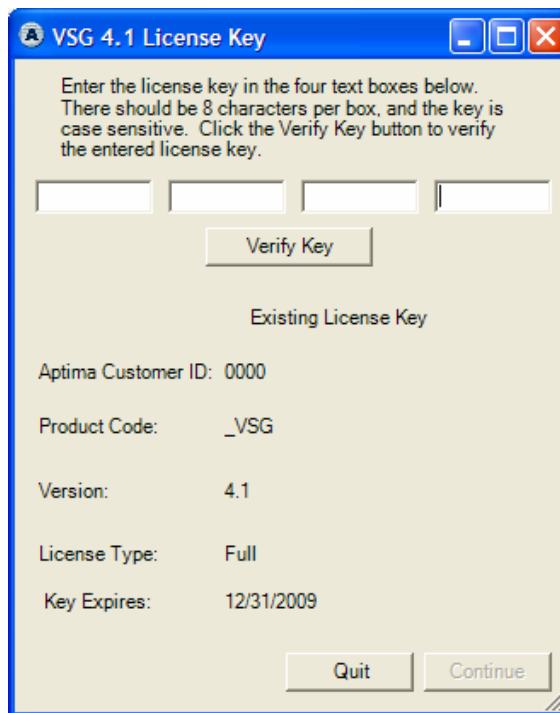 VSG 4.1 License Key
Enter the license key in the four text boxes below.
There should be 8 characters per box, and the key is
case sensitive.  Click the Verify Key button to verify
the entered license key.
Verify Key
Existing License Key
Aptima Customer ID: 0000
Product Code: _VSG
Version: 4.1
License Type: Full
Key Expires: 12/31/2009
Quit Continue